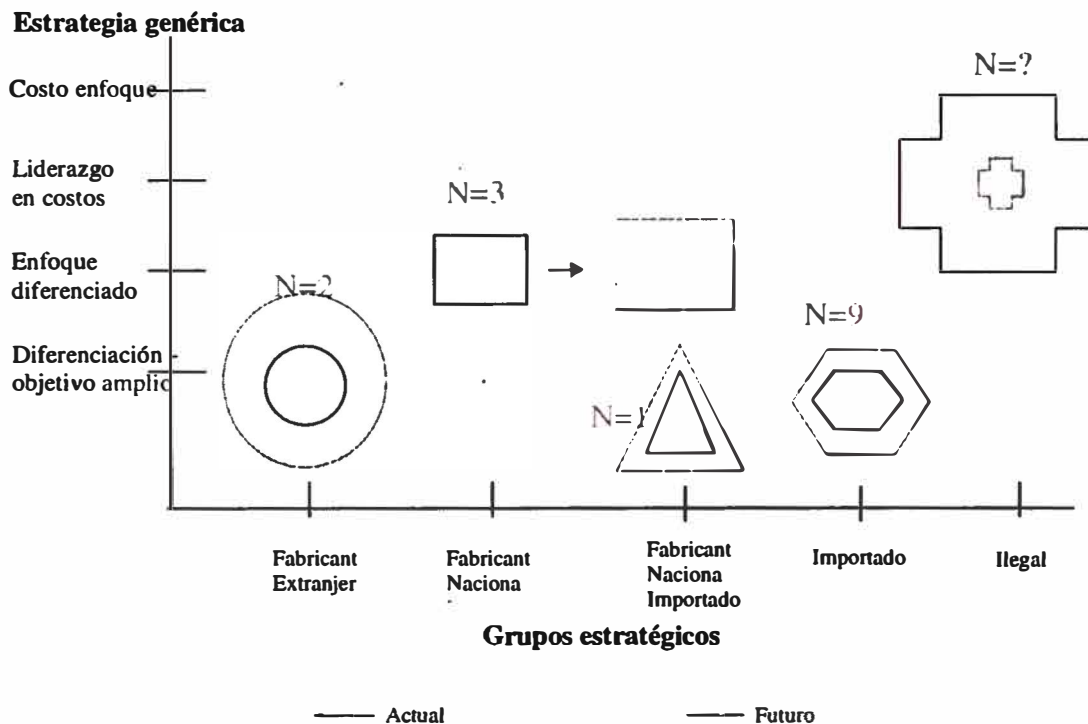 Estrategia genérica
Costo enfoque
N=?
Liderazgo
en costos
N=3
Enfoque
diferenciado
N=2
N=9
Diferenciación
objetivo amplio
N=1
Fabricant
Extranjer
Fabricant
Naciona
Fabricant
Naciona
Importado
Importado
Ilegal
Grupos estratégicos
Actual
Futuro